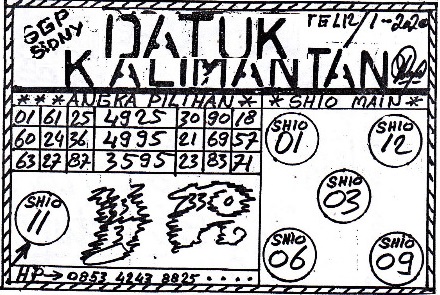 SGP
SIDNY
TGL 12/1-2020
DATUK
KALIMANTAN
***ANGKA PILIHAN* *SHIO MAIN*
01 61 25 4925 30 90 18
60 24 36 4995 21 69 57
63 27 87 3595 23 83 71
SHIO
01
SHIO
12
SHIO
03
SHIO
11
SHIO
06
SHIO
09
HP→ 0853 4243 8825 ....